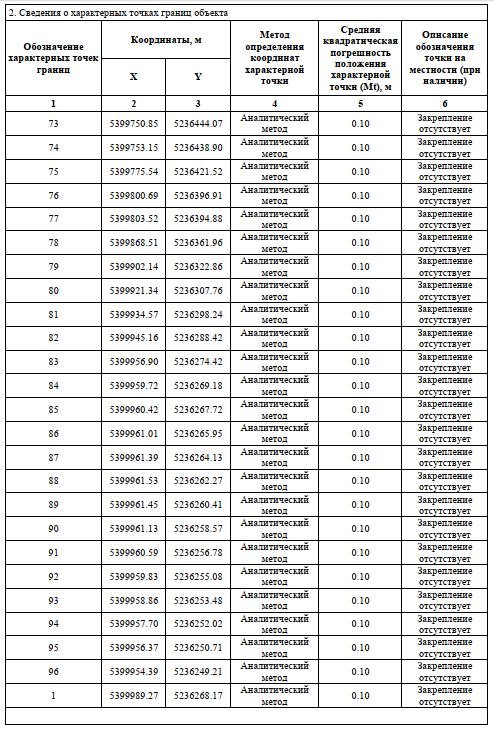 2. Сведения о характерных точках границ объекта
Обозначение характерных точек границ | Координаты, м | Метод определения координат характерной точки | Средняя квадратическая погрешность положения характерной точки (Mt), м | Описание обозначения точки на местности (при наличии)
X | Y
1 | 2 | 3 | 4 | 5 | 6
73 | 5399750.85 | 5236444.07 | Аналитический метод | 0.10 | Закрепление отсутствует
74 | 5399753.15 | 5236438.90 | Аналитический метод | 0.10 | Закрепление отсутствует
75 | 5399775.54 | 5236421.52 | Аналитический метод | 0.10 | Закрепление отсутствует
76 | 5399800.69 | 5236396.91 | Аналитический метод | 0.10 | Закрепление отсутствует
77 | 5399803.52 | 5236394.88 | Аналитический метод | 0.10 | Закрепление отсутствует
78 | 5399868.51 | 5236361.96 | Аналитический метод | 0.10 | Закрепление отсутствует
79 | 5399902.14 | 5236322.86 | Аналитический метод | 0.10 | Закрепление отсутствует
80 | 5399921.34 | 5236307.76 | Аналитический метод | 0.10 | Закрепление отсутствует
81 | 5399934.57 | 5236298.24 | Аналитический метод | 0.10 | Закрепление отсутствует
82 | 5399945.16 | 5236288.42 | Аналитический метод | 0.10 | Закрепление отсутствует
83 | 5399956.90 | 5236274.42 | Аналитический метод | 0.10 | Закрепление отсутствует
84 | 5399959.72 | 5236269.18 | Аналитический метод | 0.10 | Закрепление отсутствует
85 | 5399960.42 | 5236267.72 | Аналитический метод | 0.10 | Закрепление отсутствует
86 | 5399961.01 | 5236265.95 | Аналитический метод | 0.10 | Закрепление отсутствует
87 | 5399961.39 | 5236264.13 | Аналитический метод | 0.10 | Закрепление отсутствует
88 | 5399961.53 | 5236262.27 | Аналитический метод | 0.10 | Закрепление отсутствует
89 | 5399961.45 | 5236260.41 | Аналитический метод | 0.10 | Закрепление отсутствует
90 | 5399961.13 | 5236258.57 | Аналитический метод | 0.10 | Закрепление отсутствует
91 | 5399960.59 | 5236256.78 | Аналитический метод | 0.10 | Закрепление отсутствует
92 | 5399959.83 | 5236255.08 | Аналитический метод | 0.10 | Закрепление отсутствует
93 | 5399958.86 | 5236253.48 | Аналитический метод | 0.10 | Закрепление отсутствует
94 | 5399957.70 | 5236252.02 | Аналитический метод | 0.10 | Закрепление отсутствует
95 | 5399956.37 | 5236250.71 | Аналитический метод | 0.10 | Закрепление отсутствует
96 | 5399954.39 | 5236249.21 | Аналитический метод | 0.10 | Закрепление отсутствует
1 | 5399989.27 | 5236268.17 | Аналитический метод | 0.10 | Закрепление отсутствует